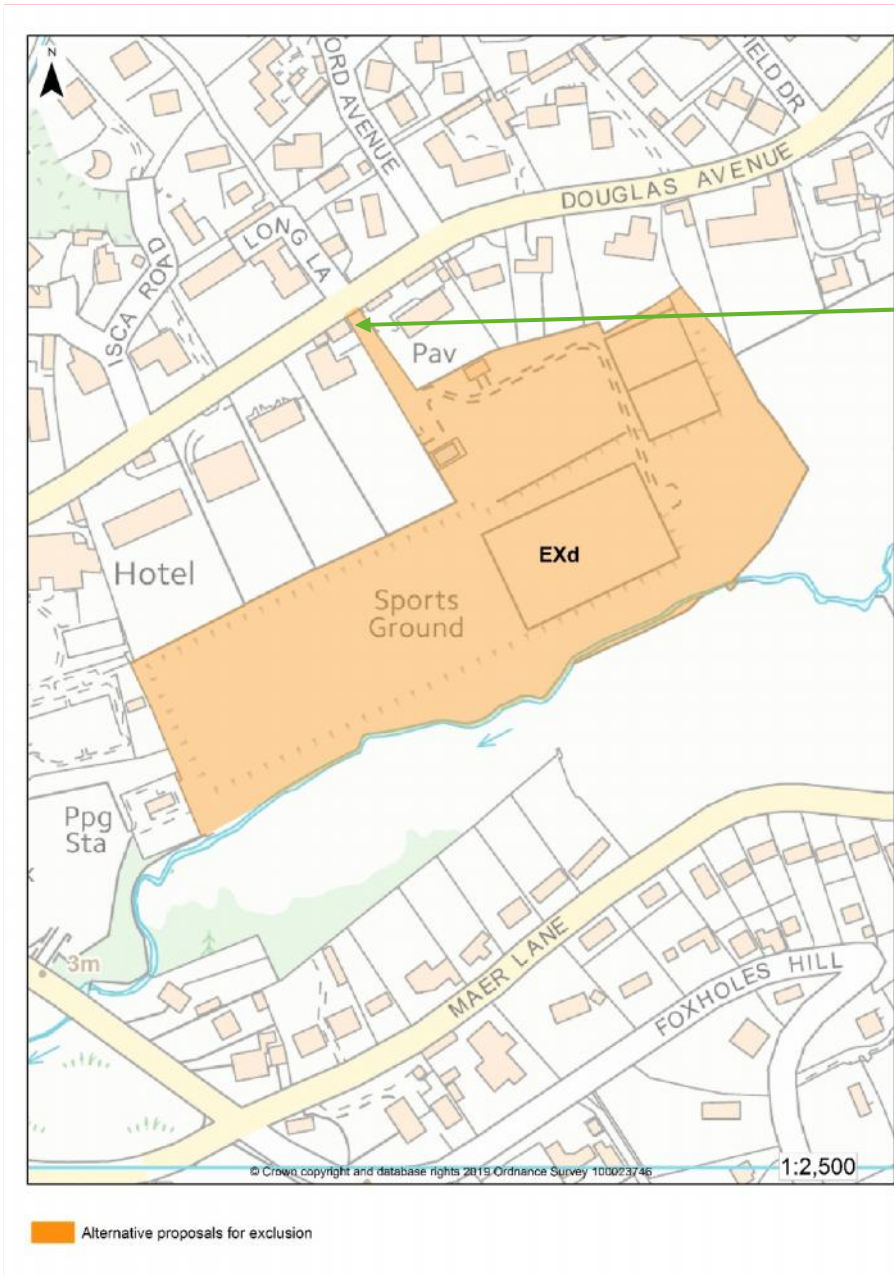 N
ORD AVENUE
IELD DR
DOUGLAS AVENUE
LONG LA
ISCA ROAD
Pav
EXd
Hotel
Sports
Ground
Ppg
Sta
3m
MAER LANE
FOXHOLES HILL
© Crown copyright and database rights 2019 Ordnance Survey 100023746
1:2,500
Alternative proposals for exclusion